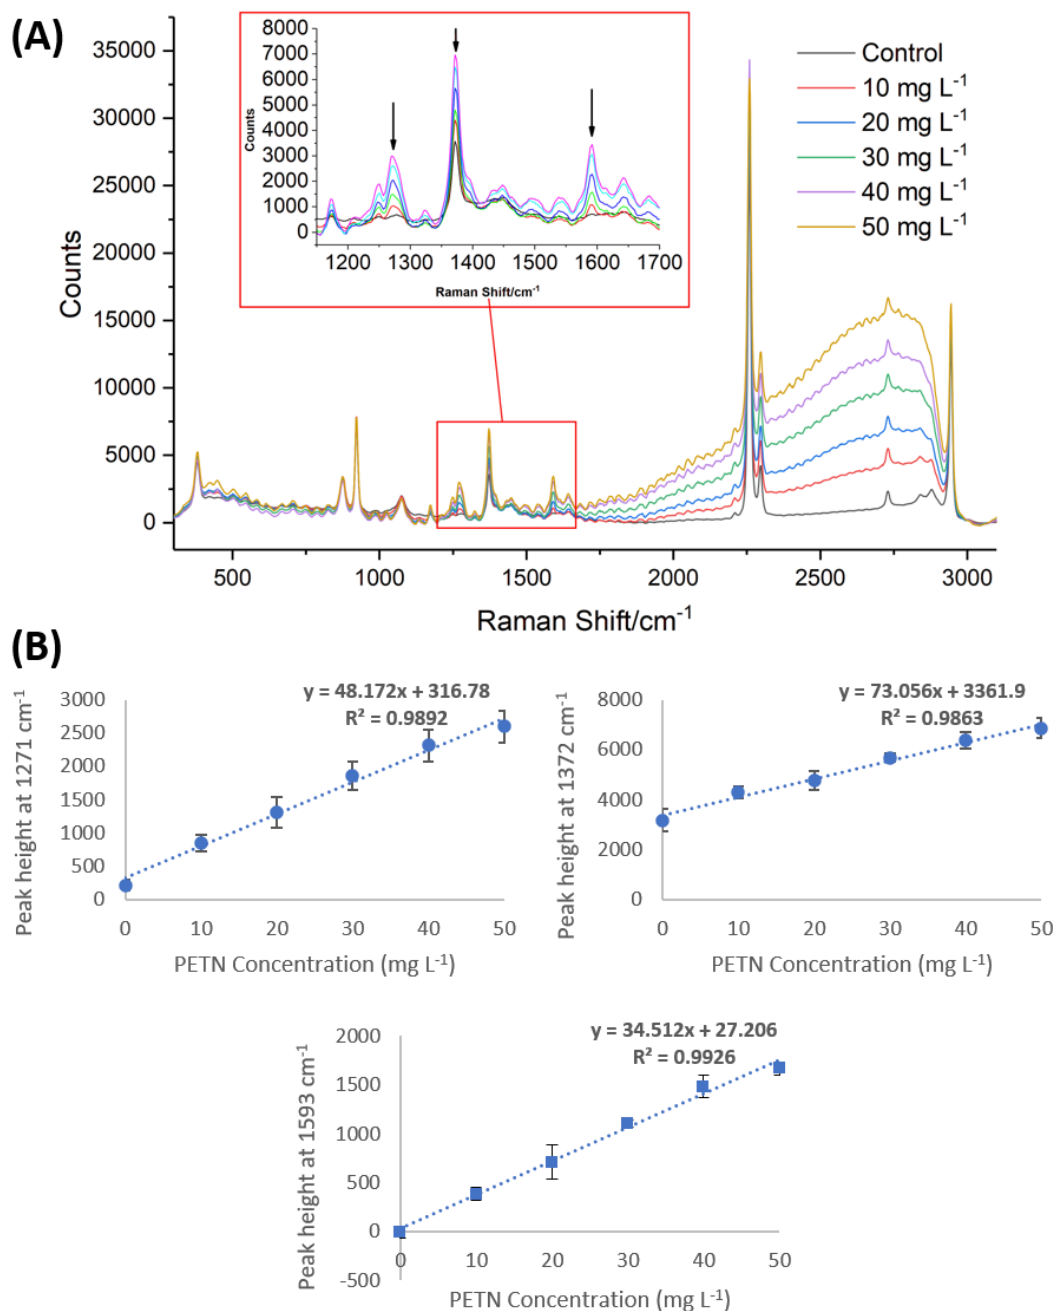 (A)
Counts
35000
30000
25000
20000
15000
10000
5000
0
500 1000 1500 2000 2500 3000
Raman Shift/cm⁻¹
Control
10 mg L⁻¹
20 mg L⁻¹
30 mg L⁻¹
40 mg L⁻¹
50 mg L⁻¹
Counts
8000
7000
6000
5000
4000
3000
2000
1000
0
1200 1300 1400 1500 1600 1700
Raman Shift/cm⁻¹
(B)
Peak height at 1271 cm⁻¹
3000
2500
2000
1500
1000
500
0
y = 48.172x + 316.78
R² = 0.9892
0 10 20 30 40 50
PETN Concentration (mg L⁻¹)
Peak height at 1372 cm⁻¹
8000
6000
4000
2000
0
y = 73.056x + 3361.9
R² = 0.9863
0 10 20 30 40 50
PETN Concentration (mg L⁻¹)
Peak height at 1593 cm⁻¹
2000
1500
1000
500
0
-500
y = 34.512x + 27.206
R² = 0.9926
0 10 20 30 40 50
PETN Concentration (mg L⁻¹)